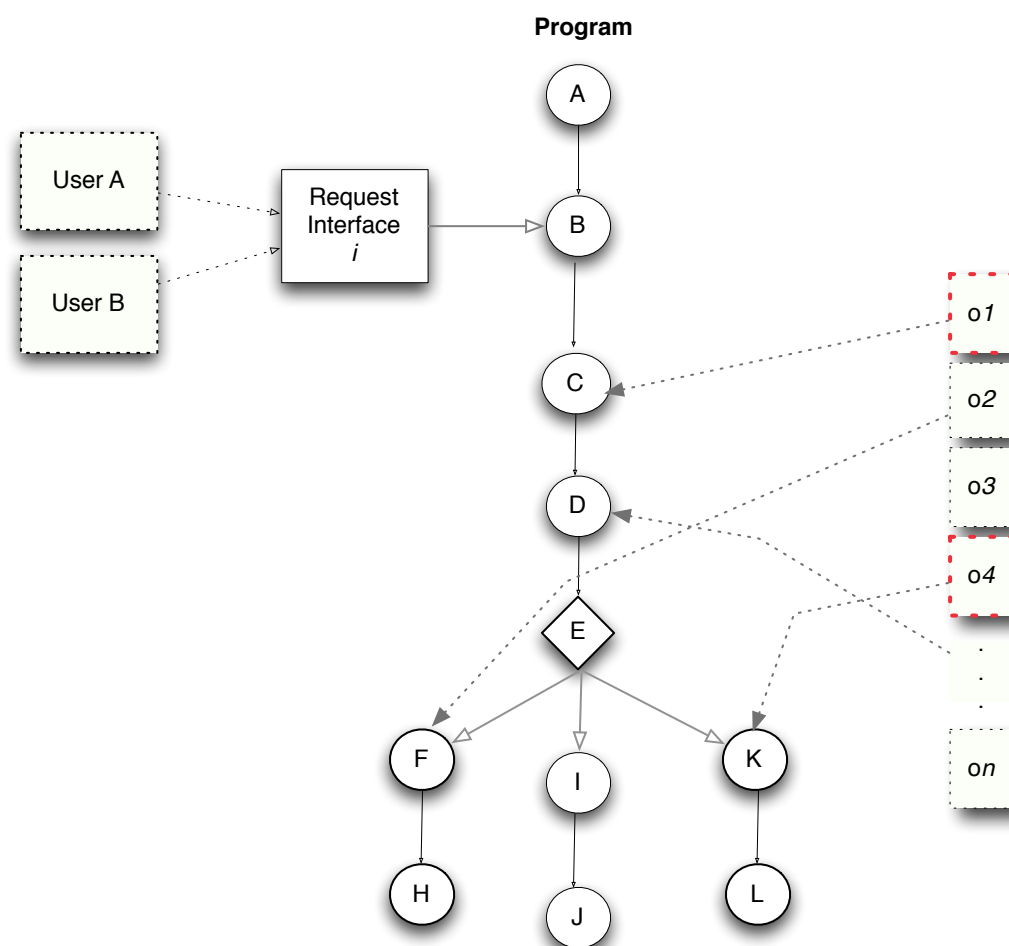 Program
A
User A
Request
Interface
i
B
User B
o1
C
o2
o3
D
o4
E
.
.
.
F
I
K
on
H
J
L